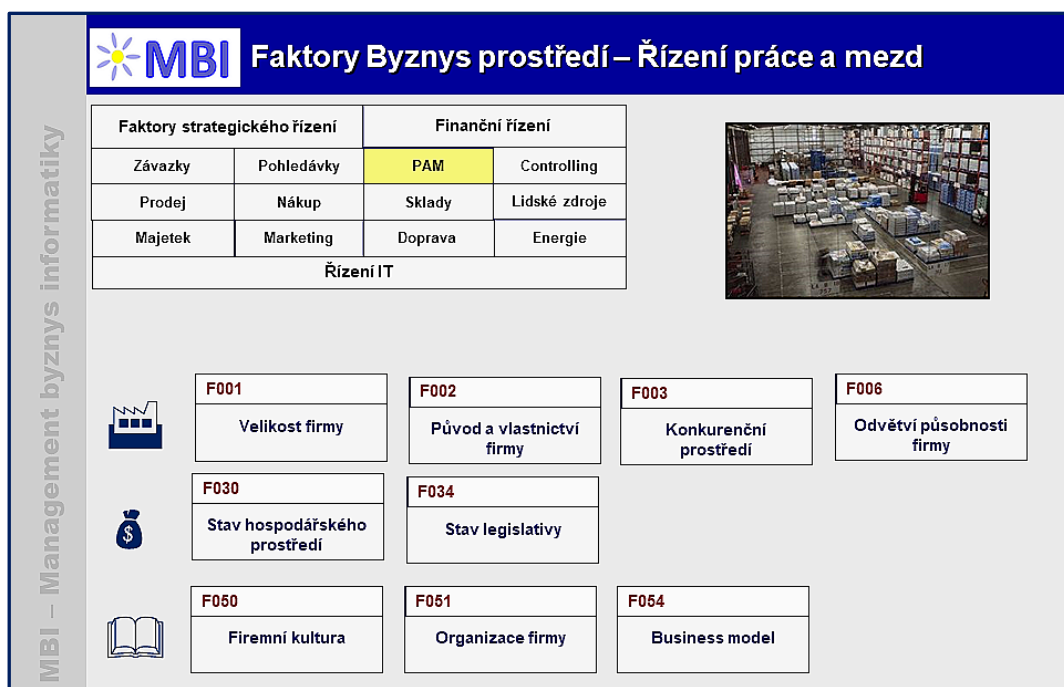 MBI
Faktory Byznys prostředí – Řízení práce a mezd
MBI – Management byznys informatiky
Faktory strategického řízení
Finanční řízení
Závazky
Pohledávky
PAM
Controlling
Prodej
Nákup
Sklady
Lidské zdroje
Majetek
Marketing
Doprava
Energie
Řízení IT
F001
Velikost firmy
F002
Původ a vlastnictví
firmy
F003
Konkurenční
prostředí
F006
Odvětví působnosti
firmy
$
F030
Stav hospodářského
prostředí
F034
Stav legislativy
F050
Firemní kultura
F051
Organizace firmy
F054
Business model